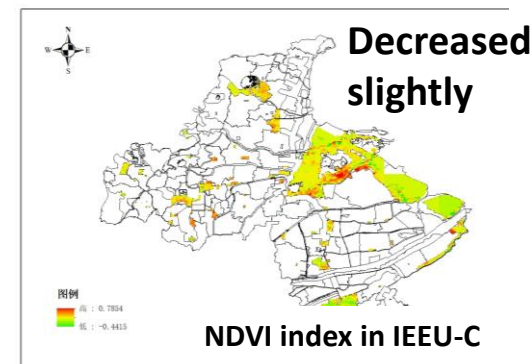 N
W E
S
Decreased
slightly
图例
高 : 0.7854
低 : -0.4415
NDVI index in IEEU-C